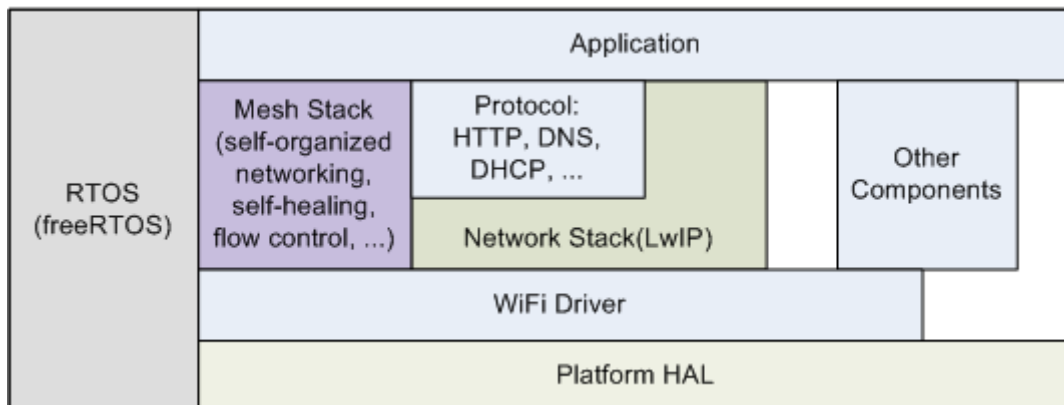 Application
Mesh Stack
(self-organized
networking,
self-healing,
flow control, ...)
Protocol:
HTTP, DNS,
DHCP, ...
Other
Components
RTOS
(freeRTOS)
Network Stack(LwIP)
WiFi Driver
Platform HAL